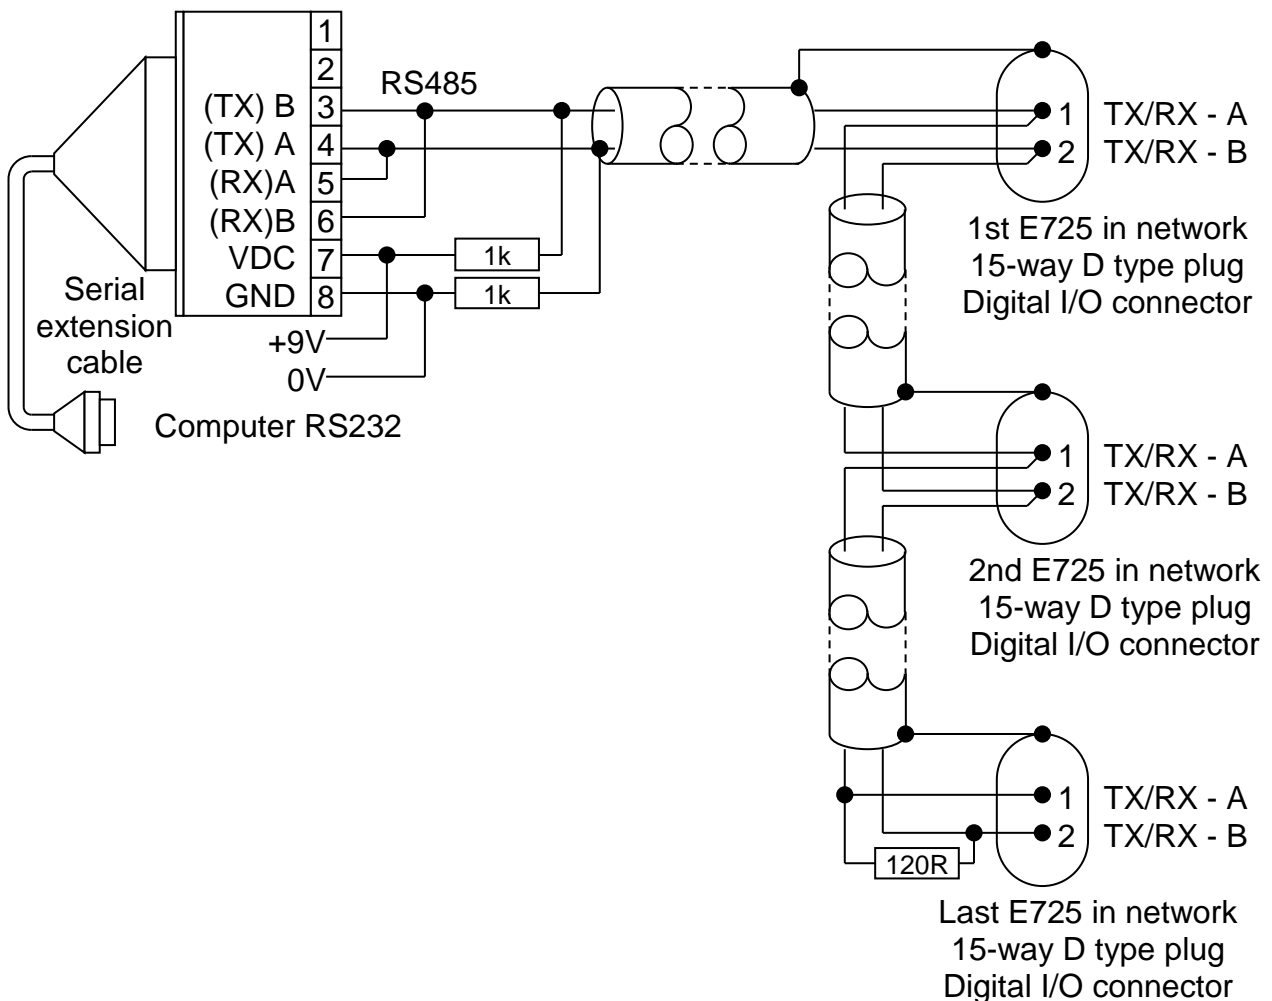 1
2
RS485
(TX) B 3
(TX) A 4
(RX)A 5
(RX)B 6
VDC 7
GND 8
1k
1k
+9V
0V
Serial
extension
cable
Computer RS232
1 TX/RX - A
2 TX/RX - B
1st E725 in network
15-way D type plug
Digital I/O connector
1 TX/RX - A
2 TX/RX - B
2nd E725 in network
15-way D type plug
Digital I/O connector
1 TX/RX - A
2 TX/RX - B
120R
Last E725 in network
15-way D type plug
Digital I/O connector